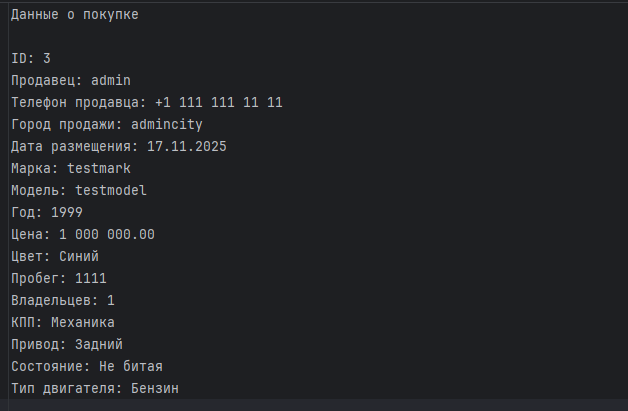 Данные о покупке
ID: 3
Продавец: admin
Телефон продавца: +1 111 111 11 11
Город продажи: admincity
Дата размещения: 17.11.2025
Марка: testmark
Модель: testmodel
Год: 1999
Цена: 1 000 000.00
Цвет: Синий
Пробег: 1111
Владельцев: 1
КПП: Механика
Привод: Задний
Состояние: Не битая
Тип двигателя: Бензин